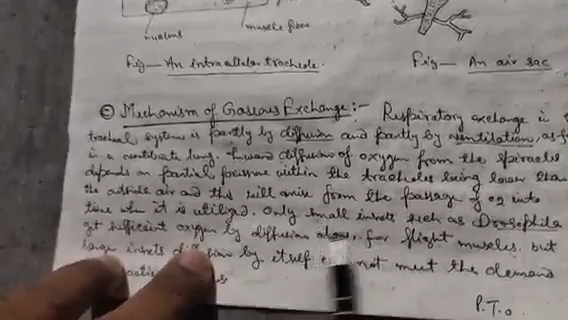 nucleus
muscle fibre
Fig— An intracellular tracheole.
Fig— An air sac
© Mechanism of Gaseous Exchange:- Respiratory exchange in
tracheal system is partly by diffusion and partly by ventilation, as
in a vertebrate lung. Inward diffusion of oxygen from the spiracle
depends on partial pressure within the tracheoles being lower than
the outside air and this will arise from the passage of O2 into
tissue when it is utilized. Only small insects such as Drosophila
get sufficient oxygen by diffusion alone, for flight muscles. but
large insects diffusion by itself not meet the demand
P.T.O